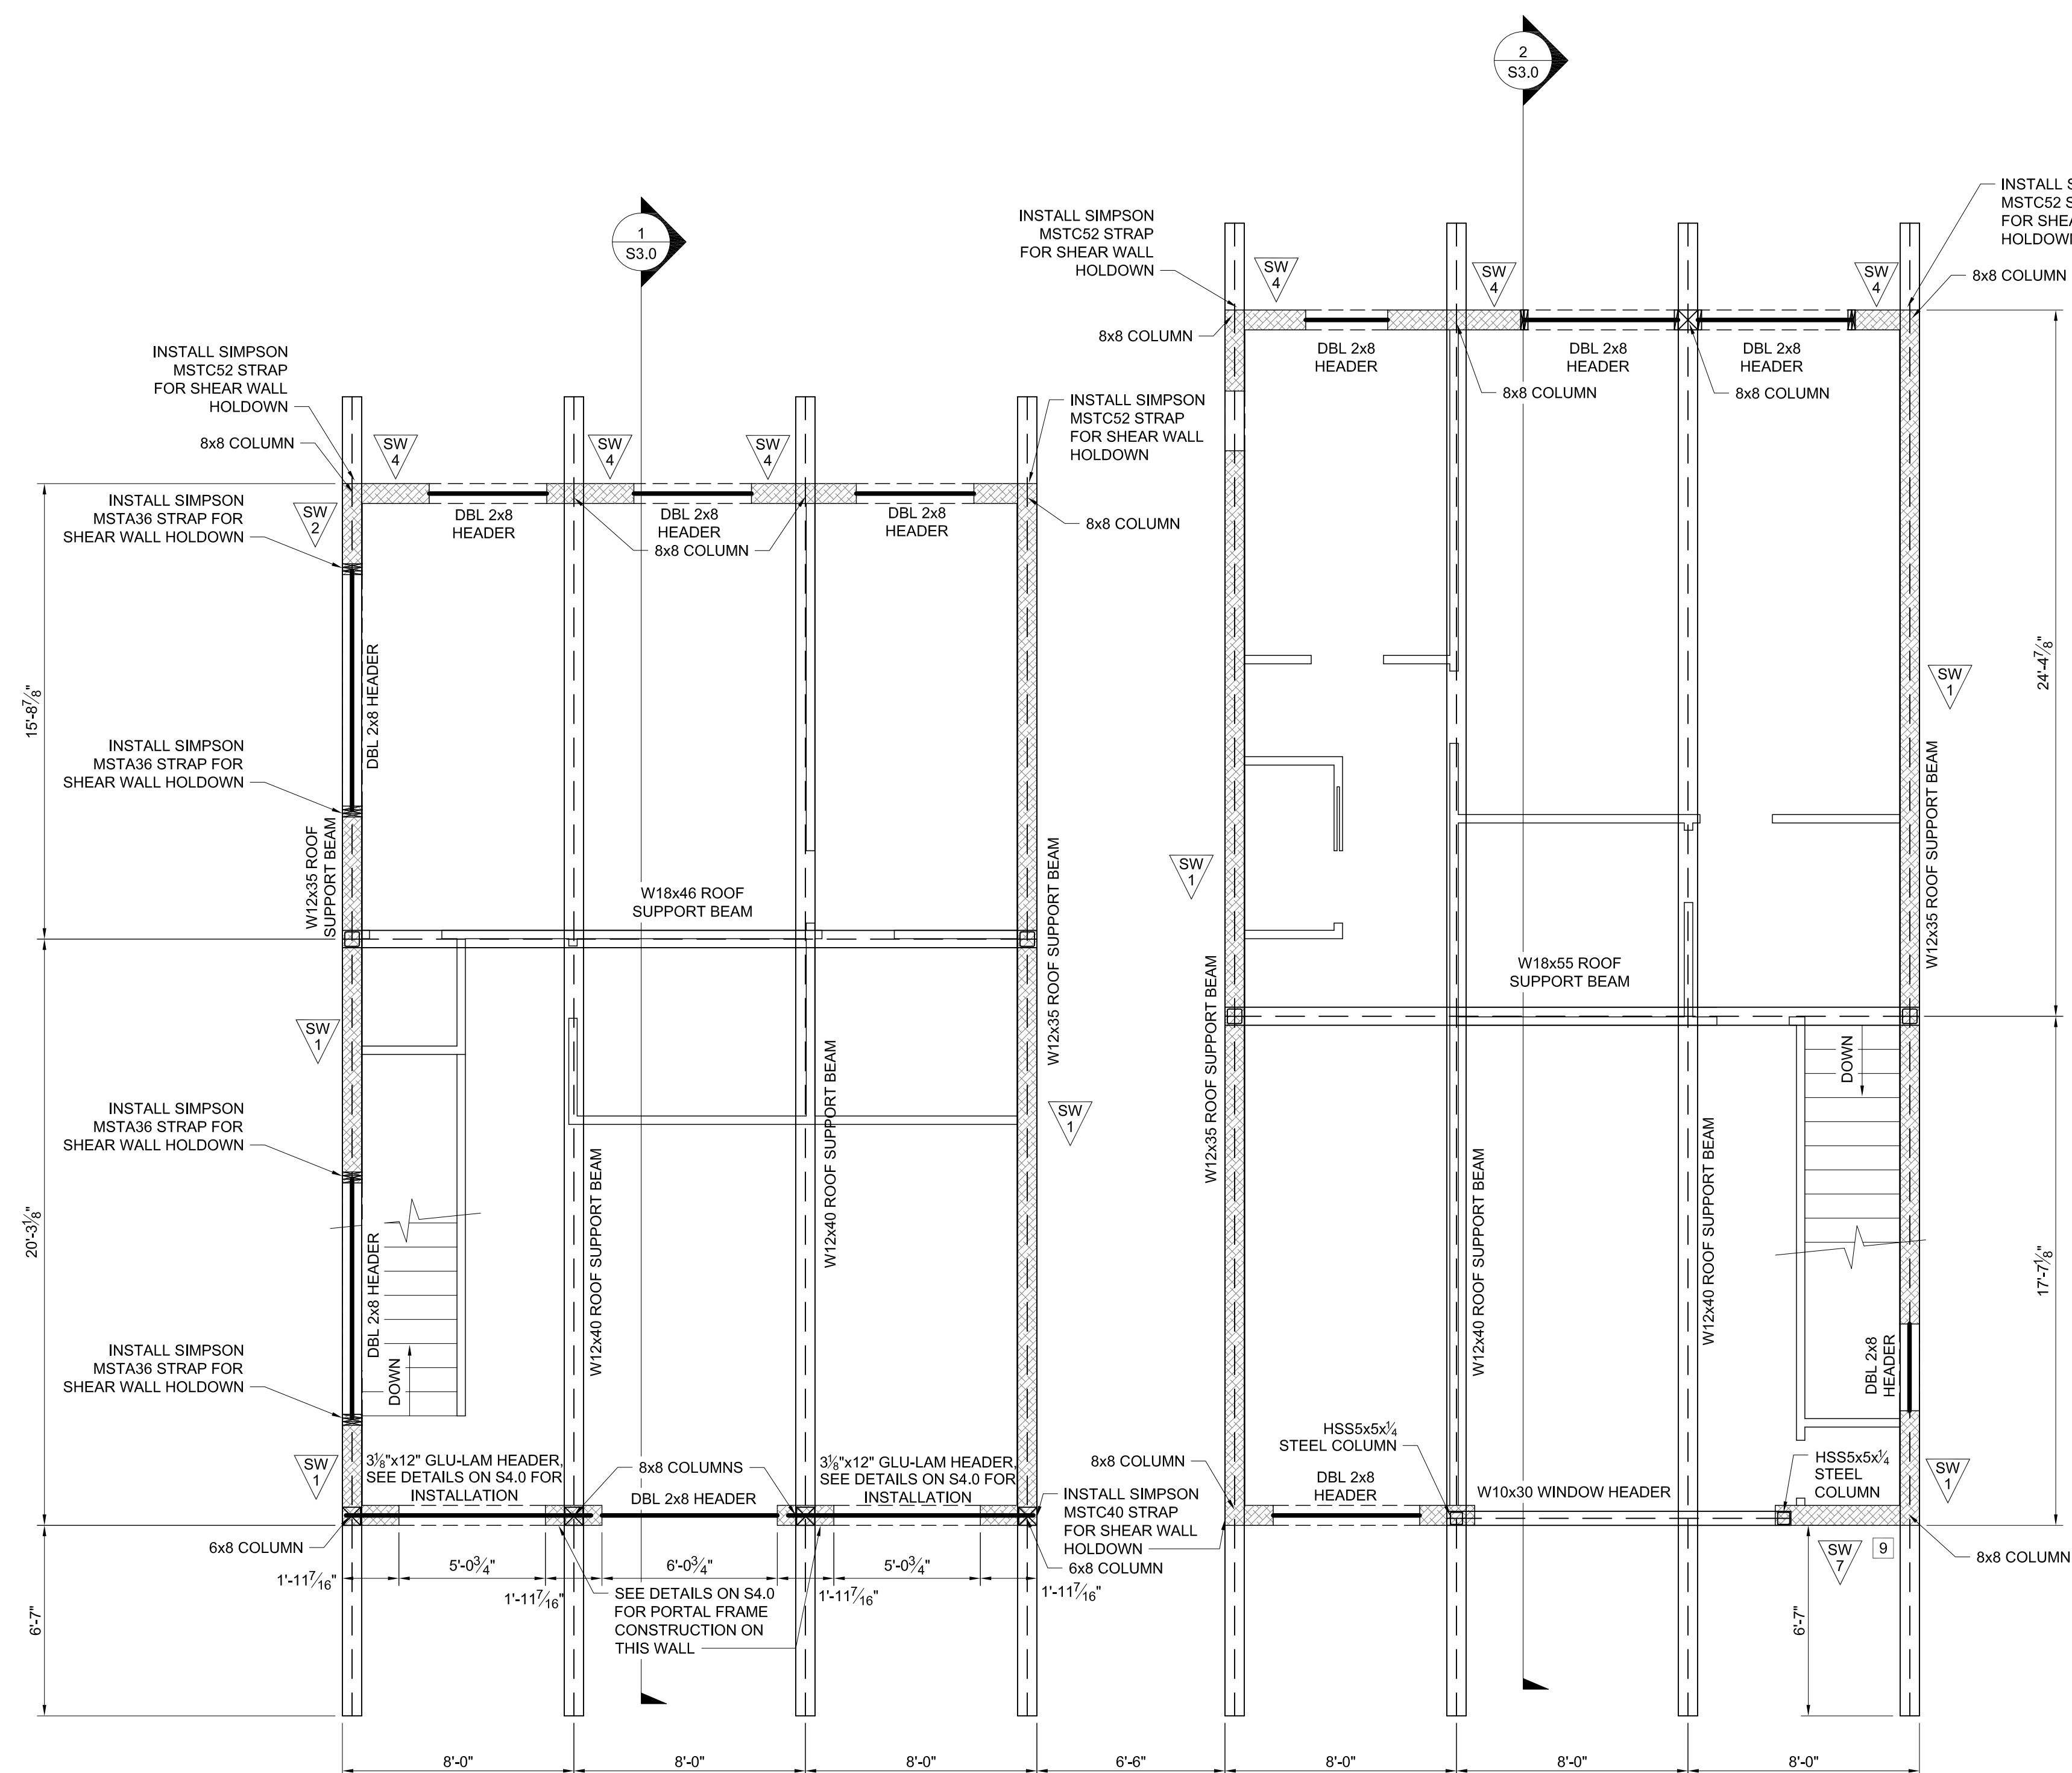 2
S3.0
1
S3.0
INSTALL SIMPSON
MSTC52 STRAP
FOR SHEAR WALL
HOLDOWN
8x8 COLUMN
SW
4
SW
4
SW
4
INSTALL
MSTC52
FOR
8x8 COLUMN
DBL 2x8
HEADER
DBL 2x8
HEADER
DBL 2x8
HEADER
8x8 COLUMN
8x8 COLUMN
INSTALL SIMPSON
MSTC52 STRAP
FOR SHEAR WALL
HOLDOWN
8x8 COLUMN
INSTALL SIMPSON
MSTA36 STRAP FOR
SHEAR WALL HOLDOWN
SW
2
SW
4
SW
4
SW
4
INSTALL SIMPSON
MSTC52 STRAP
FOR SHEAR WALL
HOLDOWN
8x8 COLUMN
DBL 2x8
HEADER
DBL 2x8
HEADER
8x8 COLUMN
DBL 2x8
HEADER
15'-8⅞"
DBL 2x8 HEADER
INSTALL SIMPSON
MSTA36 STRAP FOR
SHEAR WALL HOLDOWN
W12x35 ROOF
SUPPORT BEAM
W18x46 ROOF
SUPPORT BEAM
W12x35 ROOF SUPPORT BEAM
SW
1
SW
1
24'-4⅞"
W12x35 ROOF SUPPORT BEAM
W18x55 ROOF
SUPPORT BEAM
W12x35 ROOF SUPPORT BEAM
SW
1
SW
1
INSTALL SIMPSON
MSTA36 STRAP FOR
SHEAR WALL HOLDOWN
20'-3⅛"
DBL 2x8 HEADER
DOWN
W12x40 ROOF SUPPORT BEAM
W12x40 ROOF SUPPORT BEAM
W12x40 ROOF SUPPORT BEAM
W12x40 ROOF SUPPORT BEAM
DOWN
17'-7⅛"
DBL 2x8
HEADER
INSTALL SIMPSON
MSTA36 STRAP FOR
SHEAR WALL HOLDOWN
SW
1
3⅛"x12" GLU-LAM HEADER,
SEE DETAILS ON S4.0 FOR
INSTALLATION
8x8 COLUMNS
DBL 2x8 HEADER
3⅛"x12" GLU-LAM HEADER,
SEE DETAILS ON S4.0 FOR
INSTALLATION
INSTALL SIMPSON
MSTC40 STRAP
FOR SHEAR WALL
HOLDOWN
6x8 COLUMN
8x8 COLUMN
HSS5x5x¼
STEEL COLUMN
DBL 2x8
HEADER
W10x30 WINDOW HEADER
HSS5x5x¼
STEEL
COLUMN
SW
1
SW
7
9
8x8 COLUMN
6x8 COLUMN
1'-11⁷⁄₁₆"
5'-0¾"
1'-11⁷⁄₁₆"
6'-0¾"
1'-11⁷⁄₁₆"
5'-0¾"
1'-11⁷⁄₁₆"
SEE DETAILS ON S4.0
FOR PORTAL FRAME
CONSTRUCTION ON
THIS WALL
6'-7"
6'-7"
8'-0"
8'-0"
8'-0"
6'-6"
8'-0"
8'-0"
8'-0"